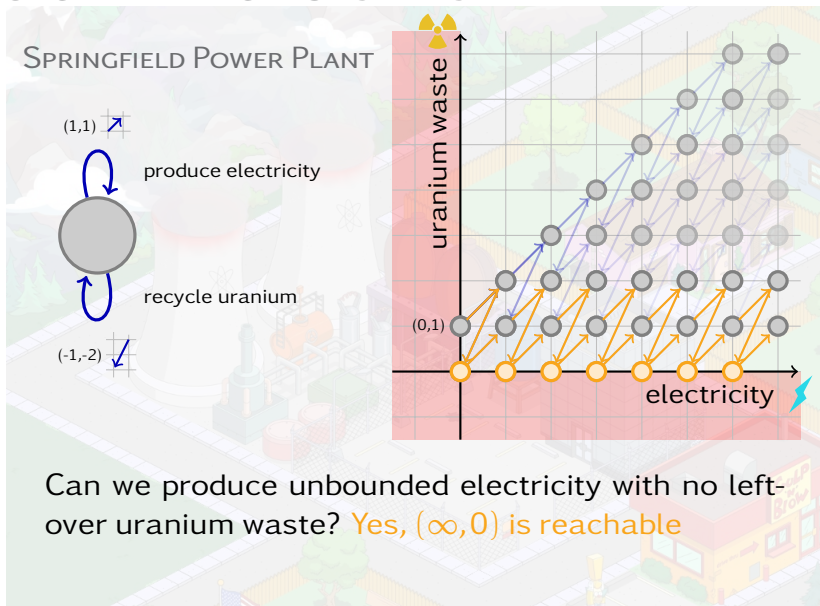 SPRINGFIELD POWER PLANT
(1,1)
produce electricity
recycle uranium
(-1,-2)
uranium waste
(0,1)
electricity
Can we produce unbounded electricity with no left-
over uranium waste? Yes, (∞,0) is reachable